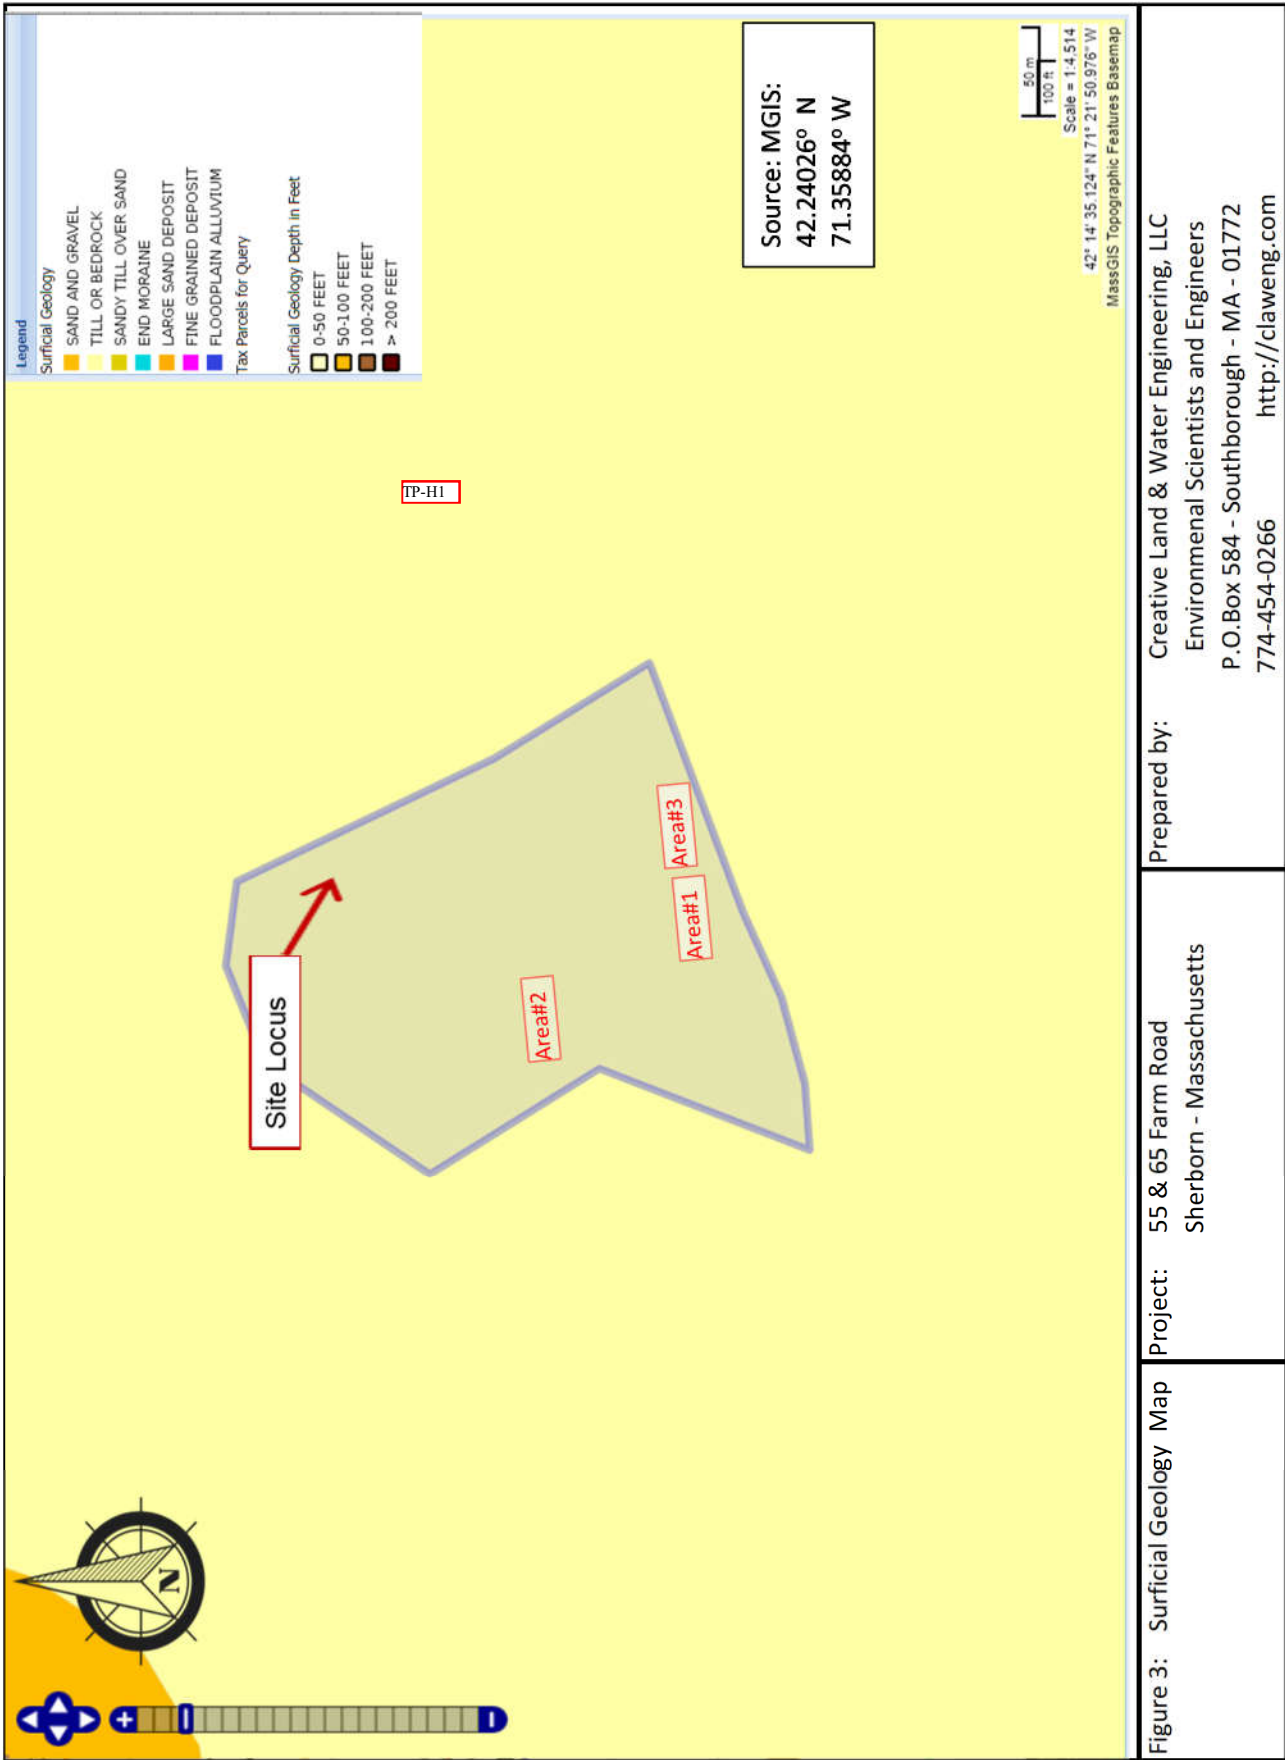 Legend
Surficial Geology
SAND AND GRAVEL
TILL OR BEDROCK
SANDY TILL OVER SAND
END MORAINE
LARGE SAND DEPOSIT
FINE GRAINED DEPOSIT
FLOODPLAIN ALLUVIUM
Tax Parcels for Query
Surficial Geology Depth in Feet
0-50 FEET
50-100 FEET
100-200 FEET
> 200 FEET
N
Site Locus
TP-H1
Area#2
Area#1
Area#3
Source: MGIS:
42.24026º N
71.35884º W
50 m
100 ft
Scale = 1:4,514
42° 14' 35.124" N 71° 21' 50.976" W
MassGIS Topographic Features Basemap
Figure 3: Surficial Geology Map
Project: 55 & 65 Farm Road
Sherborn - Massachusetts
Prepared by: Creative Land & Water Engineering, LLC
Environmenal Scientists and Engineers
P.O.Box 584 - Southborough - MA - 01772
774-454-0266 http://claweng.com